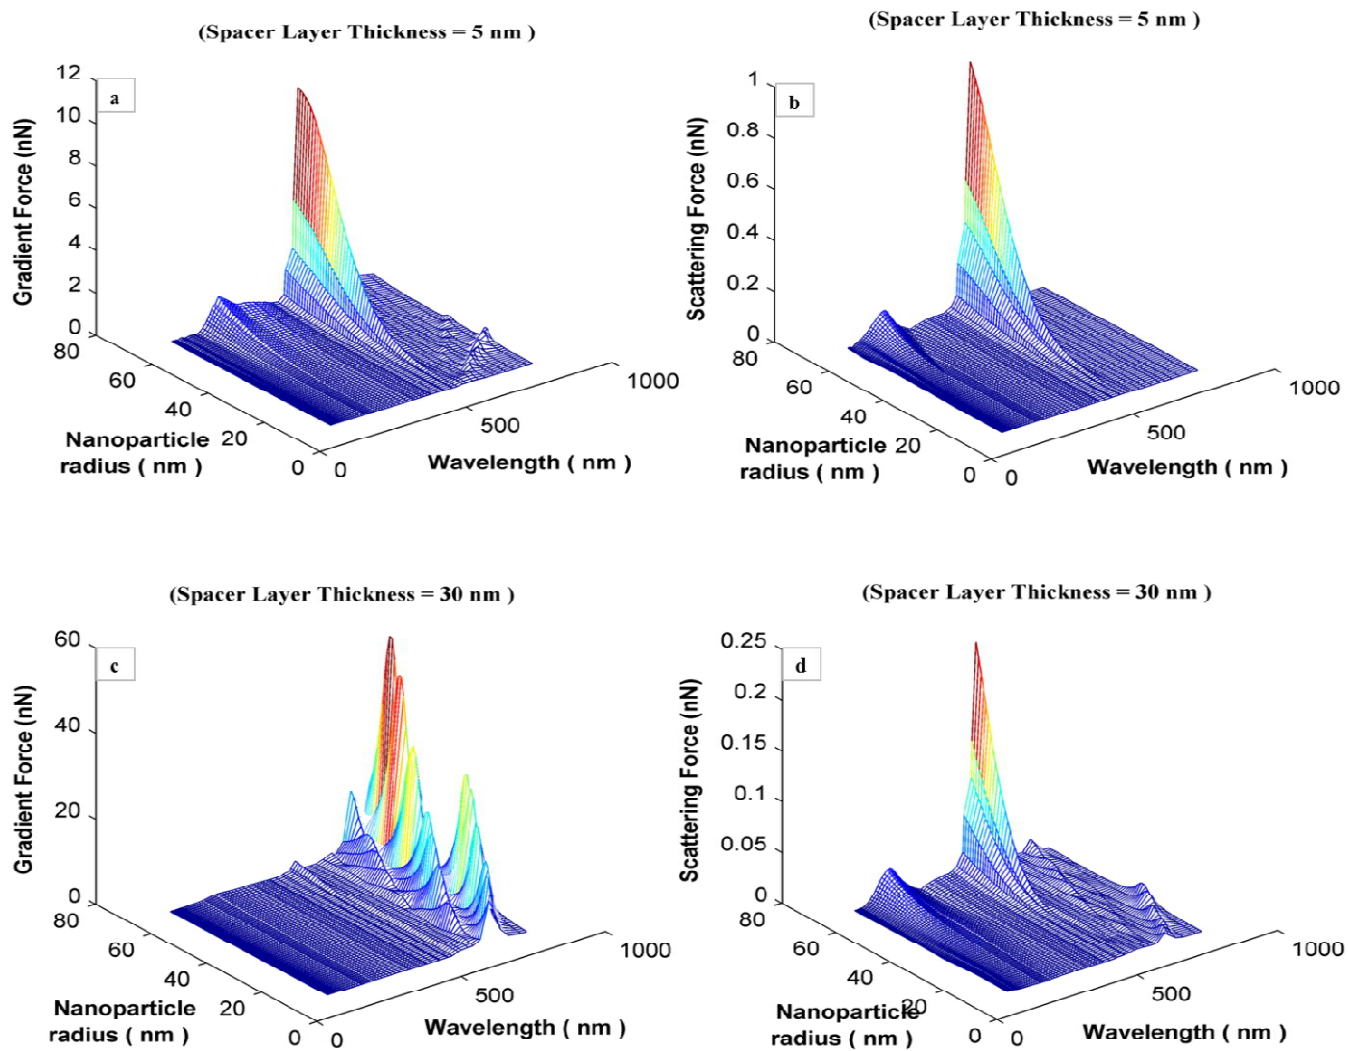 (Spacer Layer Thickness = 5 nm )
a
Gradient Force (nN)
12
10
8
6
4
2
0
80
60
40
20
0
Nanoparticle
radius ( nm )
0
500
1000
Wavelength ( nm )
(Spacer Layer Thickness = 5 nm )
b
Scattering Force (nN)
1
0.8
0.6
0.4
0.2
0
80
60
40
20
0
Nanoparticle
radius ( nm )
0
500
1000
Wavelength ( nm )
(Spacer Layer Thickness = 30 nm )
c
Gradient Force (nN)
60
40
20
0
80
60
40
20
0
Nanoparticle
radius ( nm )
0
500
1000
Wavelength ( nm )
(Spacer Layer Thickness = 30 nm )
d
Scattering Force (nN)
0.25
0.2
0.15
0.1
0.05
0
80
60
40
20
0
Nanoparticle
radius ( nm )
0
500
1000
Wavelength ( nm )